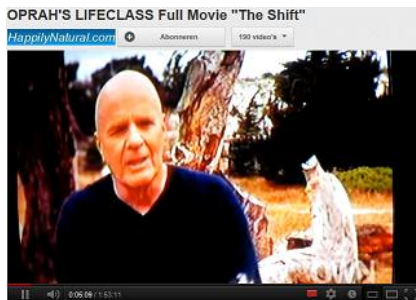 OPRAH'S LIFECLASS Full Movie "The Shift"
HappilyNatural.com Abonneren 190 video's
0:05:09 / 1:53:11